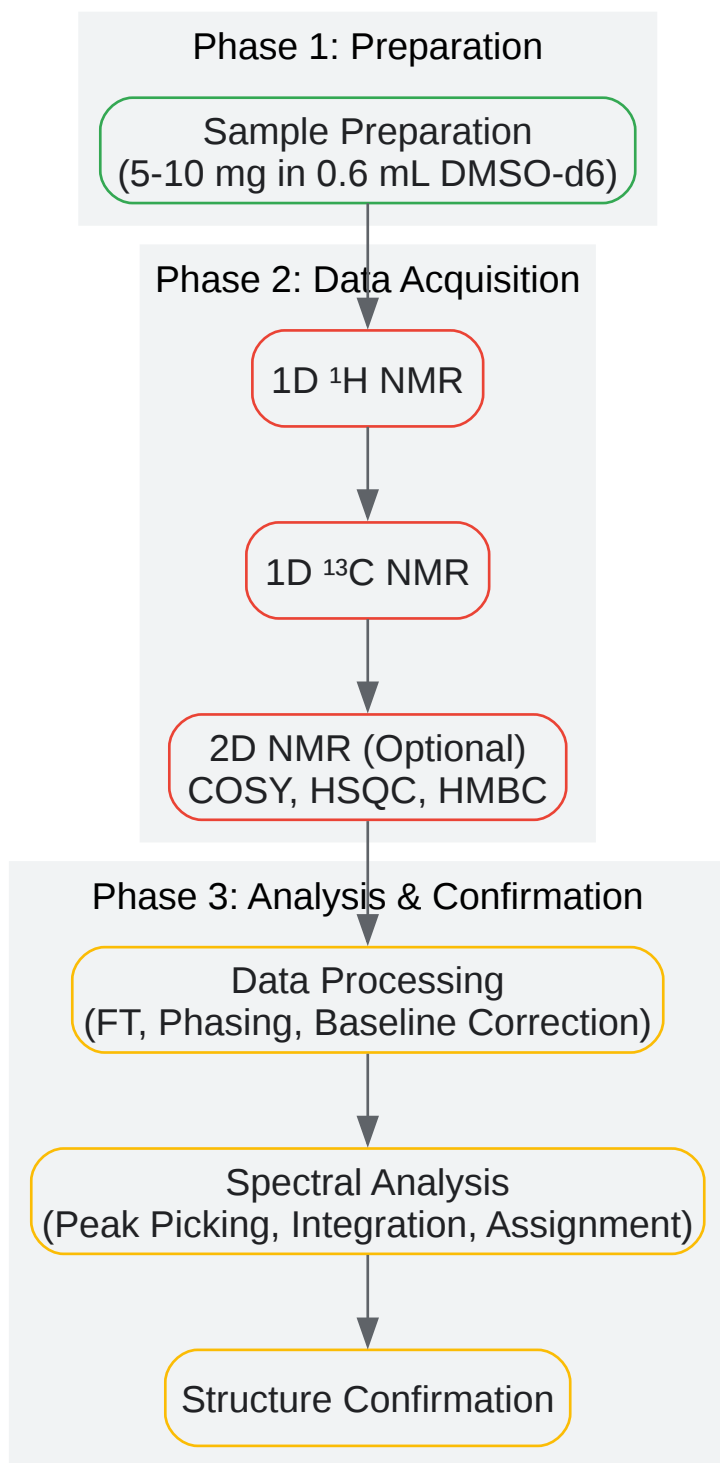 Phase 1: Preparation
Sample Preparation
(5-10 mg in 0.6 mL DMSO-d6)
Phase 2: Data Acquisition
1D ¹H NMR
1D ¹³C NMR
2D NMR (Optional)
COSY, HSQC, HMBC
Phase 3: Analysis & Confirmation
Data Processing
(FT, Phasing, Baseline Correction)
Spectral Analysis
(Peak Picking, Integration, Assignment)
Structure Confirmation